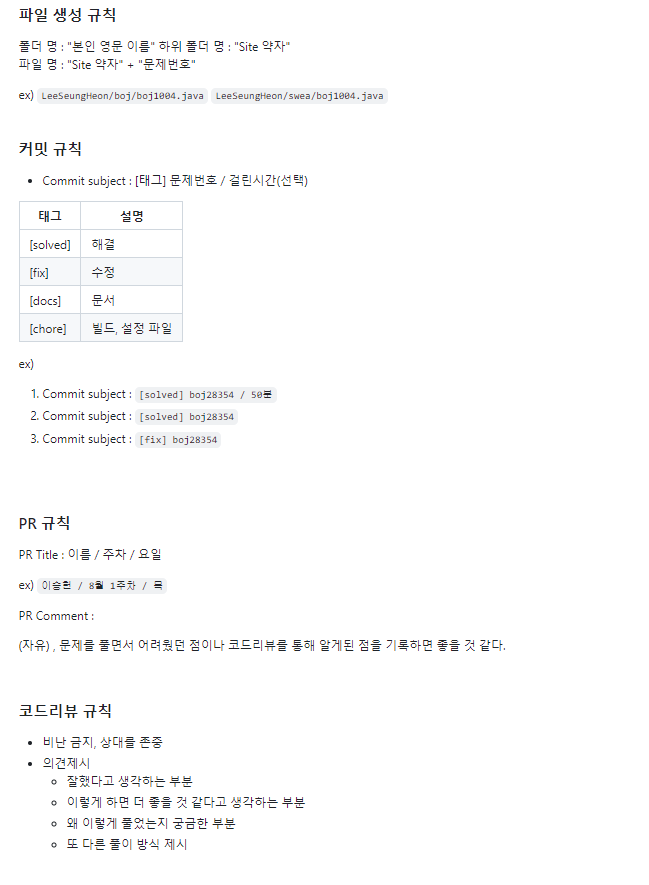 파일 생성 규칙
폴더 명 : "본인 영문 이름" 하위 폴더 명 : "Site 약자"
파일 명 : "Site 약자" + "문제번호"
ex) LeeSeungHeon/boj/boj1004.java LeeSeungHeon/swea/boj1004.java
커밋 규칙
• Commit subject : [태그] 문제번호 / 걸린시간(선택)
태그 설명
[solved] 해결
[fix] 수정
[docs] 문서
[chore] 빌드, 설정 파일
ex)
1. Commit subject : [solved] boj28354 / 50분
2. Commit subject : [solved] boj28354
3. Commit subject : [fix] boj28354
PR 규칙
PR Title : 이름 / 주차 / 요일
ex) 이승헌 / 8월 1주차 / 목
PR Comment :
(자유) , 문제를 풀면서 어려웠던 점이나 코드리뷰를 통해 알게된 점을 기록하면 좋을 것 같다.
코드리뷰 규칙
• 비난 금지, 상대를 존중
• 의견제시
◦ 잘했다고 생각하는 부분
◦ 이렇게 하면 더 좋을 것 같다고 생각하는 부분
◦ 왜 이렇게 풀었는지 궁금한 부분
◦ 또 다른 풀이 방식 제시